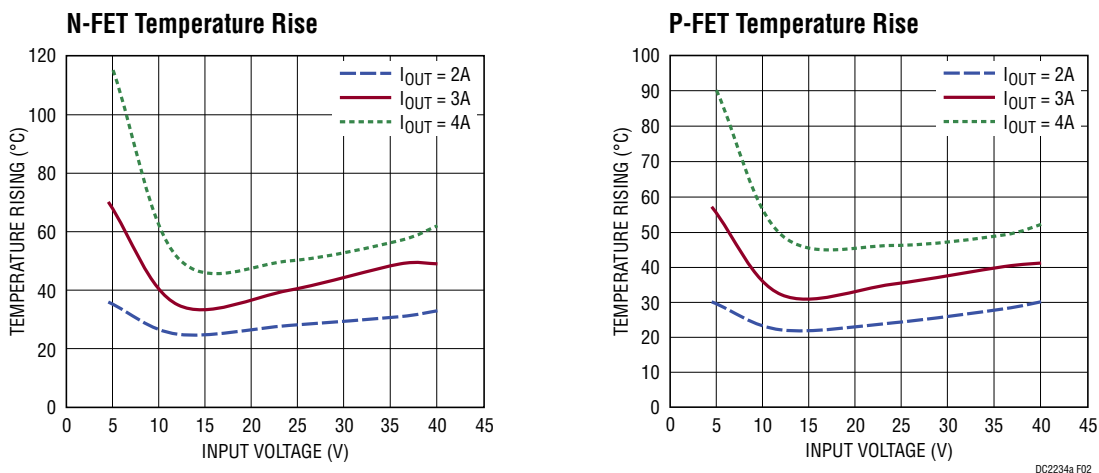 N-FET Temperature Rise
TEMPERATURE RISING (°C)
120
100
80
60
40
20
0
0 5 10 15 20 25 30 35 40 45
INPUT VOLTAGE (V)
IOUT = 2A
IOUT = 3A
IOUT = 4A
P-FET Temperature Rise
TEMPERATURE RISING (°C)
100
90
80
70
60
50
40
30
20
10
0
0 5 10 15 20 25 30 35 40 45
INPUT VOLTAGE (V)
IOUT = 2A
IOUT = 3A
IOUT = 4A
DC2234a F02